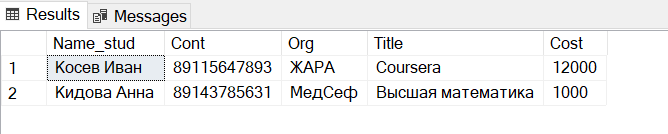 Results Messages
Name_stud Cont Org Title Cost
1 Косев Иван 89115647893 ЖАРА Coursera 12000
2 Кидова Анна 89143785631 МедСеф Высшая математика 1000